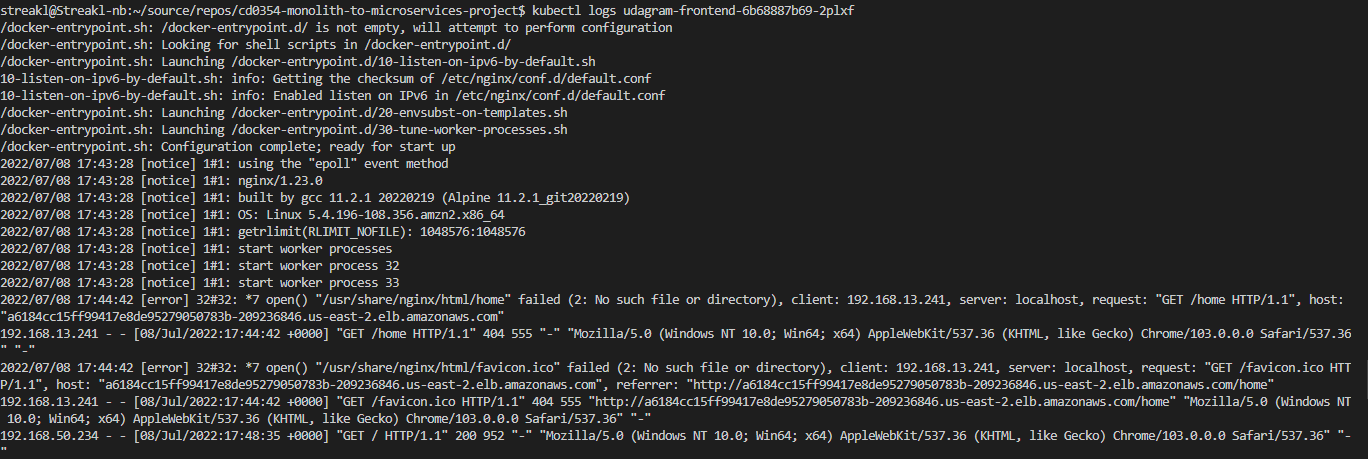 streakl@Streakl-nb:~/source/repos/cd0354-monolith-to-microservices-project$ kubectl logs udagram-frontend-6b68887b69-2plxf
/docker-entrypoint.sh: /docker-entrypoint.d/ is not empty, will attempt to perform configuration
/docker-entrypoint.sh: Looking for shell scripts in /docker-entrypoint.d/
/docker-entrypoint.sh: Launching /docker-entrypoint.d/10-listen-on-ipv6-by-default.sh
10-listen-on-ipv6-by-default.sh: info: Getting the checksum of /etc/nginx/conf.d/default.conf
10-listen-on-ipv6-by-default.sh: info: Enabled listen on IPv6 in /etc/nginx/conf.d/default.conf
/docker-entrypoint.sh: Launching /docker-entrypoint.d/20-envsubst-on-templates.sh
/docker-entrypoint.sh: Launching /docker-entrypoint.d/30-tune-worker-processes.sh
/docker-entrypoint.sh: Configuration complete; ready for start up
2022/07/08 17:43:28 [notice] 1#1: using the "epoll" event method
2022/07/08 17:43:28 [notice] 1#1: nginx/1.23.0
2022/07/08 17:43:28 [notice] 1#1: built by gcc 11.2.1 20220219 (Alpine 11.2.1_git20220219)
2022/07/08 17:43:28 [notice] 1#1: OS: Linux 5.4.196-108.356.amzn2.x86_64
2022/07/08 17:43:28 [notice] 1#1: getrlimit(RLIMIT_NOFILE): 1048576:1048576
2022/07/08 17:43:28 [notice] 1#1: start worker processes
2022/07/08 17:43:28 [notice] 1#1: start worker process 32
2022/07/08 17:43:28 [notice] 1#1: start worker process 33
2022/07/08 17:44:42 [error] 32#32: *7 open() "/usr/share/nginx/html/home" failed (2: No such file or directory), client: 192.168.13.241, server: localhost, request: "GET /home HTTP/1.1", host:
"a6184cc15ff99417e8de95279050783b-209236846.us-east-2.elb.amazonaws.com"
192.168.13.241 - - [08/Jul/2022:17:44:42 +0000] "GET /home HTTP/1.1" 404 555 "-" "Mozilla/5.0 (Windows NT 10.0; Win64; x64) AppleWebKit/537.36 (KHTML, like Gecko) Chrome/103.0.0.0 Safari/537.36
" "-"
2022/07/08 17:44:42 [error] 32#32: *7 open() "/usr/share/nginx/html/favicon.ico" failed (2: No such file or directory), client: 192.168.13.241, server: localhost, request: "GET /favicon.ico HTT
P/1.1", host: "a6184cc15ff99417e8de95279050783b-209236846.us-east-2.elb.amazonaws.com", referrer: "http://a6184cc15ff99417e8de95279050783b-209236846.us-east-2.elb.amazonaws.com/home"
192.168.13.241 - - [08/Jul/2022:17:44:42 +0000] "GET /favicon.ico HTTP/1.1" 404 555 "http://a6184cc15ff99417e8de95279050783b-209236846.us-east-2.elb.amazonaws.com/home" "Mozilla/5.0 (Windows NT
10.0; Win64; x64) AppleWebKit/537.36 (KHTML, like Gecko) Chrome/103.0.0.0 Safari/537.36" "-"
192.168.50.234 - - [08/Jul/2022:17:48:35 +0000] "GET / HTTP/1.1" 200 952 "-" "Mozilla/5.0 (Windows NT 10.0; Win64; x64) AppleWebKit/537.36 (KHTML, like Gecko) Chrome/103.0.0.0 Safari/537.36" "-
"